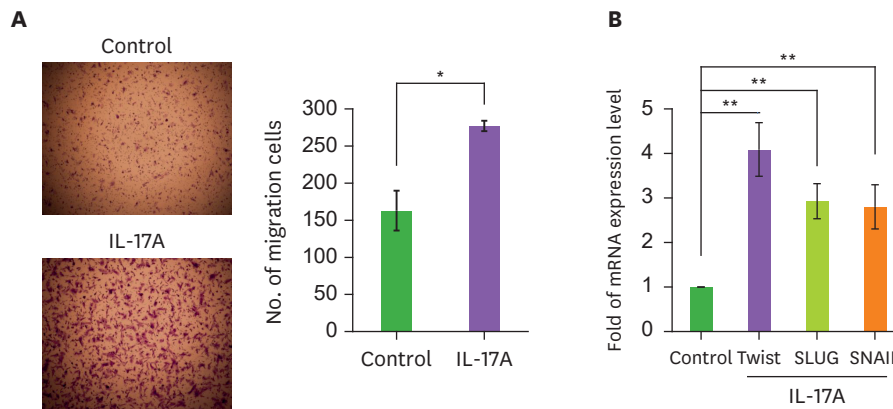 A
Control
IL-17A
No. of migration cells
300
250
200
150
100
50
0
*
Control IL-17A
B
Fold of mRNA expression level
5
4
3
2
1
0
**
**
**
Control Twist SLUG SNAIL
IL-17A